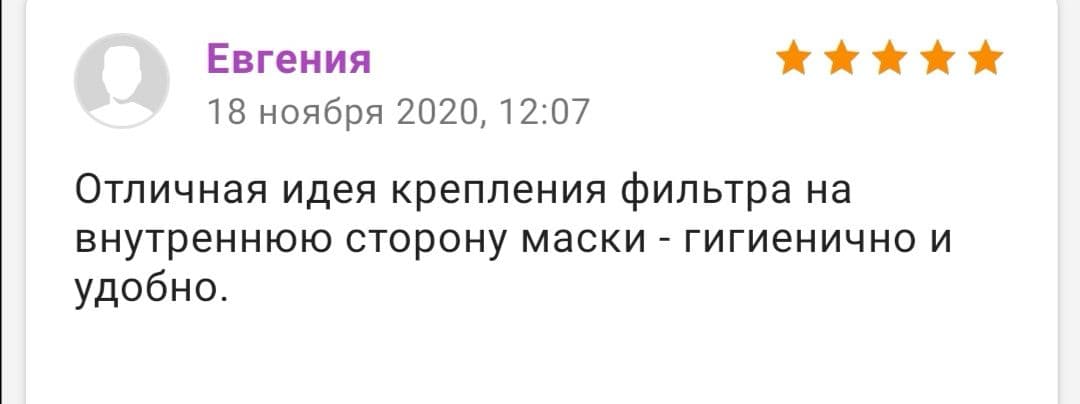 Евгения
18 ноября 2020, 12:07
Отличная идея крепления фильтра на
внутреннюю сторону маски - гигиенично и
удобно.